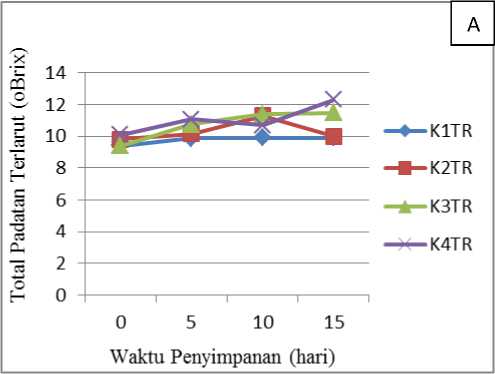 A
Total Padatan Terlarut (oBrix)
14
12
10
8
6
4
2
0
0 5 10 15
Waktu Penyimpanan (hari)
K1TR
K2TR
K3TR
K4TR